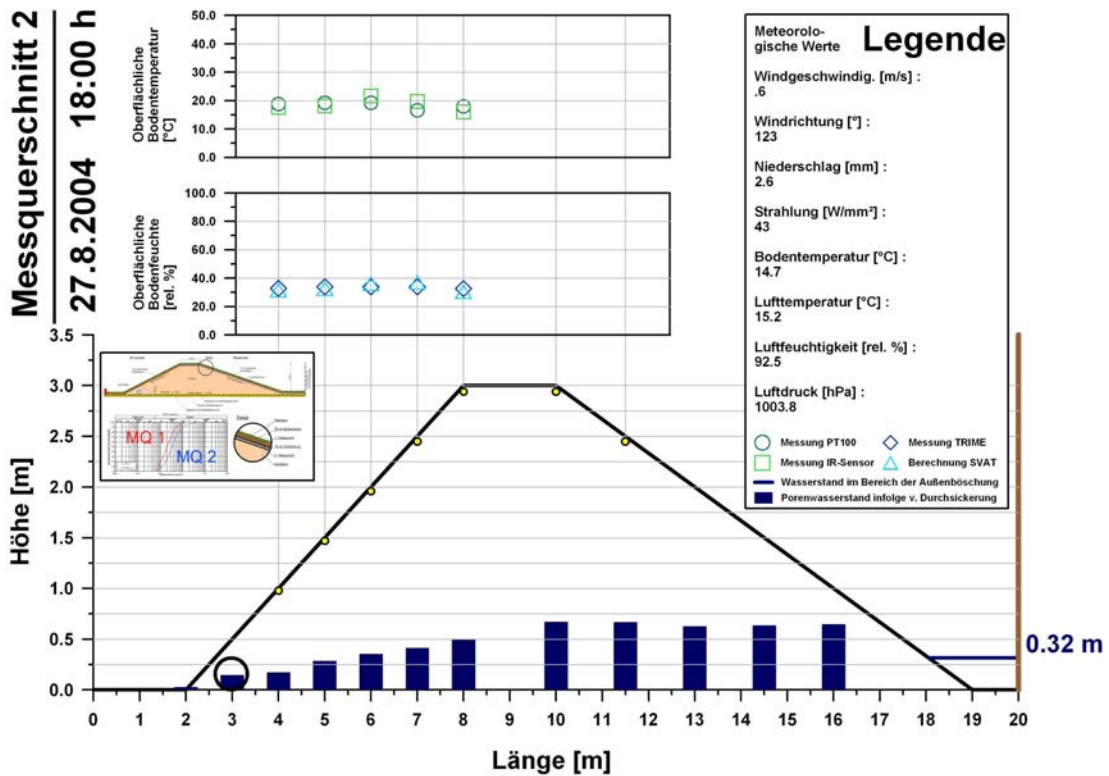 Messquerschnitt 2
27.8.2004 18:00 h
Oberflächliche
Bodentemperatur
[°C]
50.0
40.0
30.0
20.0
10.0
0.0
Oberflächliche
Bodenfeuchte
[rel. %]
100.0
80.0
60.0
40.0
20.0
0.0
Meteorolo-
gische Werte
Legende
Windgeschwindig. [m/s] :
.6
Windrichtung [°] :
123
Niederschlag [mm] :
2.6
Strahlung [W/mm²] :
43
Bodentemperatur [°C] :
14.7
Lufttemperatur [°C] :
15.2
Luftfeuchtigkeit [rel. %] :
92.5
Luftdruck [hPa] :
1003.8
Messung PT100
Messung TRIME
Messung IR-Sensor
Berechnung SVAT
Wasserstand im Bereich der Außenböschung
Porenwasserstand infolge v. Durchsickerung
Höhe [m]
3.5
3.0
2.5
2.0
1.5
1.0
0.5
0.0
MQ 1
MQ 2
Detail
0.32 m
0 1 2 3 4 5 6 7 8 9 10 11 12 13 14 15 16 17 18 19 20
Länge [m]